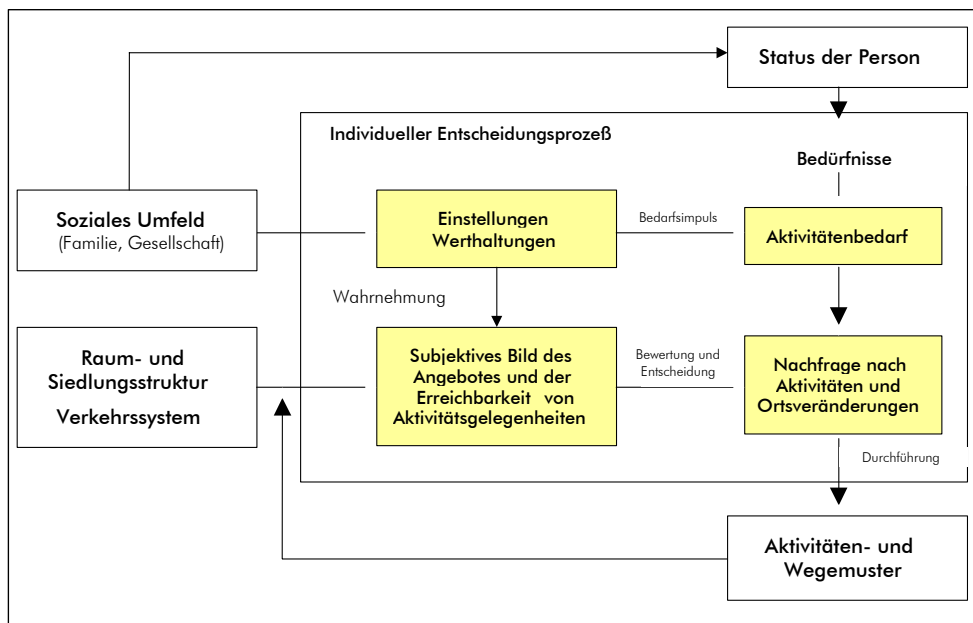 Status der Person
Individueller Entscheidungsprozeß
Bedürfnisse
Soziales Umfeld
(Familie, Gesellschaft)
Einstellungen
Werthaltungen
Bedarfsimpuls
Aktivitätenbedarf
Wahrnehmung
Raum- und
Siedlungsstruktur
Verkehrssystem
Subjektives Bild des
Angebotes und der
Erreichbarkeit von
Aktivitätsgelegenheiten
Bewertung und
Entscheidung
Nachfrage nach
Aktivitäten und
Ortsveränderungen
Durchführung
Aktivitäten- und
Wegemuster